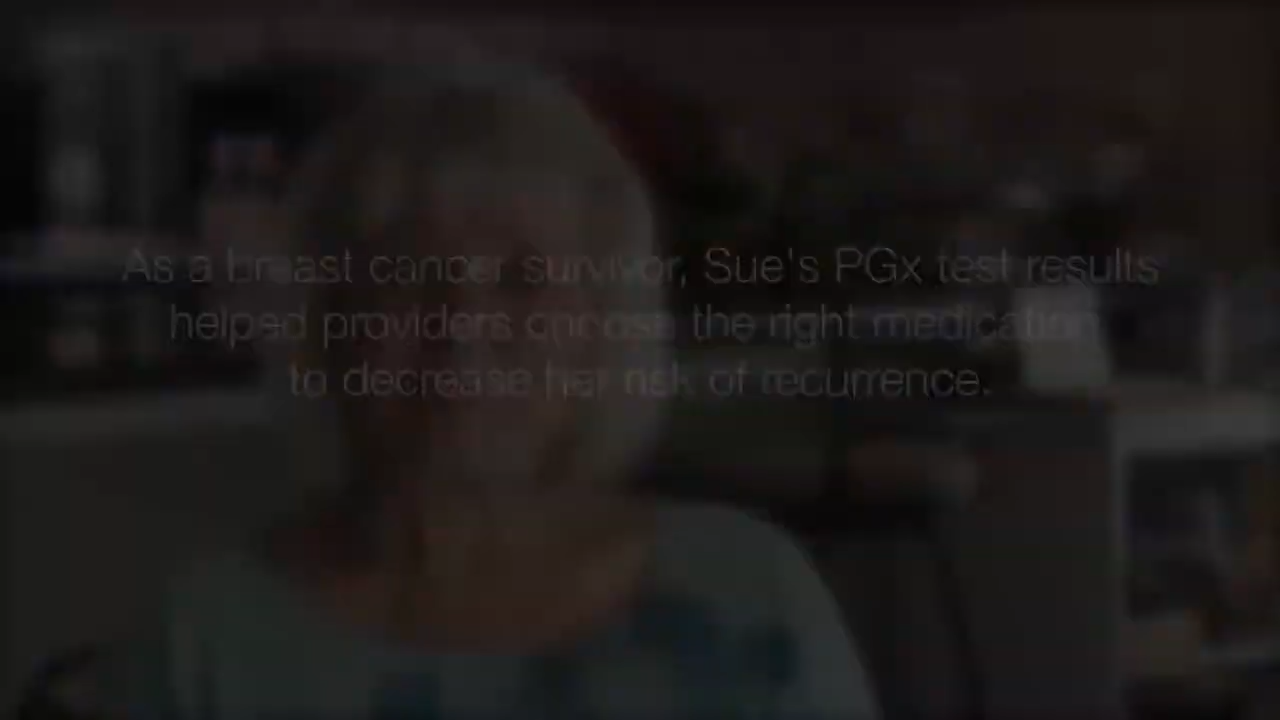 As a breast cancer survivor, Sue's PGx test results
helped providers choose the right medication
to decrease her risk of recurrence.